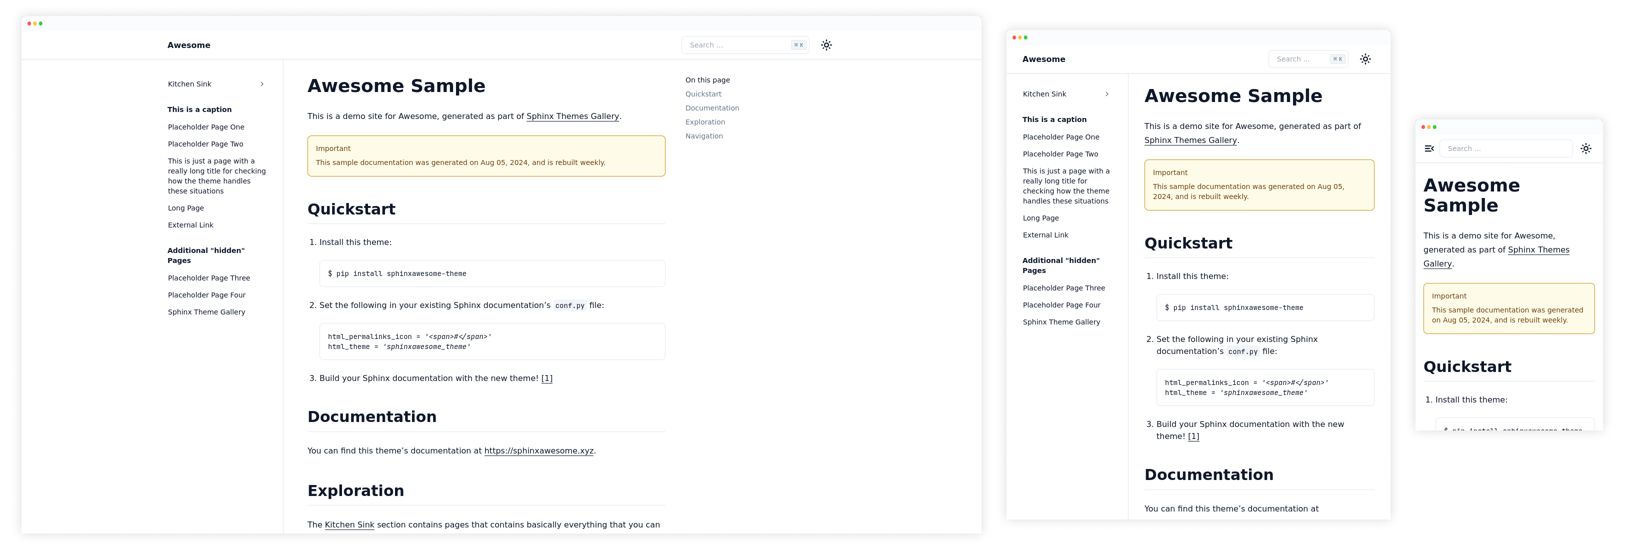 Awesome
Search ...
⌘ K
Kitchen Sink
This is a caption
Placeholder Page One
Placeholder Page Two
This is just a page with a
really long title for checking
how the theme handles
these situations
Long Page
External Link
Additional "hidden"
Pages
Placeholder Page Three
Placeholder Page Four
Sphinx Theme Gallery
Awesome Sample
This is a demo site for Awesome, generated as part of Sphinx Themes Gallery.
Important
This sample documentation was generated on Aug 05, 2024, and is rebuilt weekly.
Quickstart
1. Install this theme:
$ pip install sphinxawesome-theme
2. Set the following in your existing Sphinx documentation’s conf.py file:
html_permalinks_icon = '<span>#</span>'
html_theme = 'sphinxawesome_theme'
3. Build your Sphinx documentation with the new theme! [1]
Documentation
You can find this theme’s documentation at https://sphinxawesome.xyz.
Exploration
The Kitchen Sink section contains pages that contains basically everything that you can
On this page
Quickstart
Documentation
Exploration
Navigation
Awesome
Search ...
⌘ K
Kitchen Sink
This is a caption
Placeholder Page One
Placeholder Page Two
This is just a page with a
really long title for
checking how the theme
handles these situations
Long Page
External Link
Additional "hidden"
Pages
Placeholder Page Three
Placeholder Page Four
Sphinx Theme Gallery
Awesome Sample
This is a demo site for Awesome, generated as part of
Sphinx Themes Gallery.
Important
This sample documentation was generated on Aug 05,
2024, and is rebuilt weekly.
Quickstart
1. Install this theme:
$ pip install sphinxawesome-theme
2. Set the following in your existing Sphinx
documentation’s conf.py file:
html_permalinks_icon = '<span>#</span>'
html_theme = 'sphinxawesome_theme'
3. Build your Sphinx documentation with the new
theme! [1]
Documentation
You can find this theme’s documentation at
Search ...
Awesome
Sample
This is a demo site for Awesome,
generated as part of Sphinx Themes
Gallery.
Important
This sample documentation was generated
on Aug 05, 2024, and is rebuilt weekly.
Quickstart
1. Install this theme:
$ pip install sphinxawesome-theme